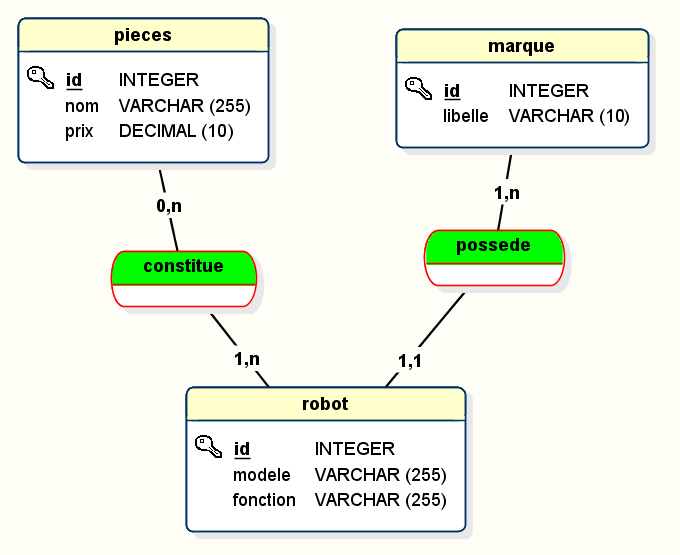 pieces
id INTEGER
nom VARCHAR (255)
prix DECIMAL (10)
marque
id INTEGER
libelle VARCHAR (10)
0,n
1,n
constitue
possede
1,n
1,1
robot
id INTEGER
modele VARCHAR (255)
fonction VARCHAR (255)